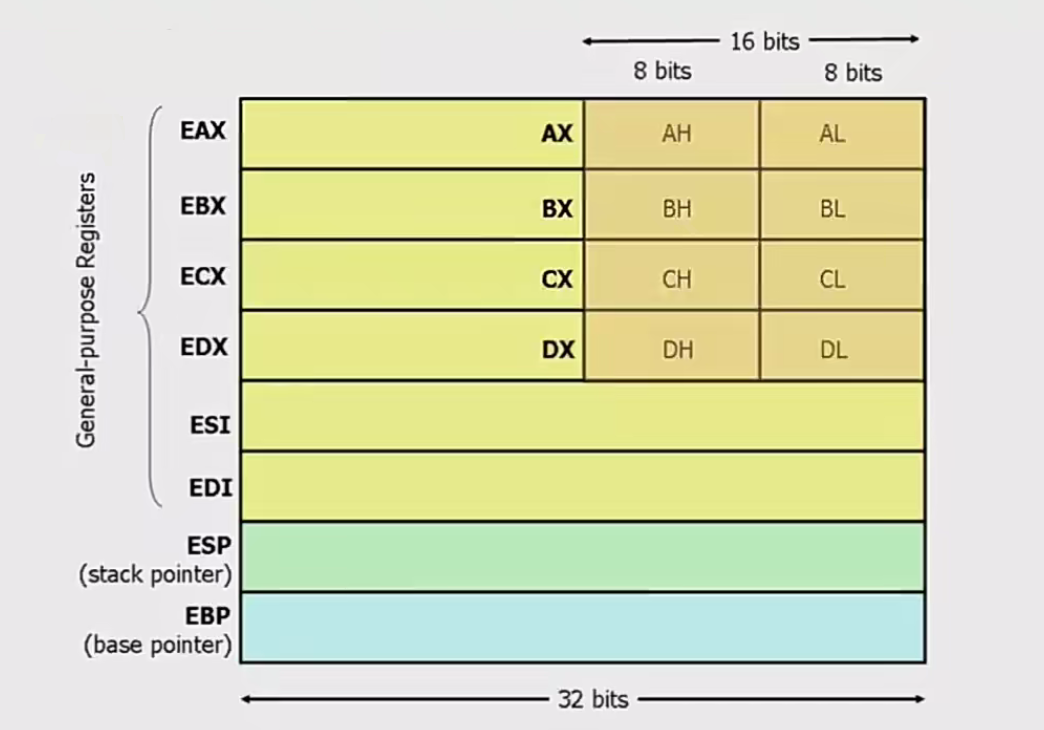 16 bits
8 bits 8 bits
EAX AX AH AL
EBX BX BH BL
ECX CX CH CL
EDX DX DH DL
ESI
EDI
General-purpose Registers
ESP
(stack pointer)
EBP
(base pointer)
32 bits